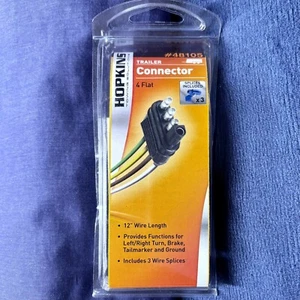 #48105
HOPKINS
TRAILER
Connector
4 Flat
SPLICES
INCLUDED
x3
• 12" Wire Length
• Provides Functions for
Left/Right Turn, Brake,
Tailmarker and Ground
• Includes 3 Wire Splices